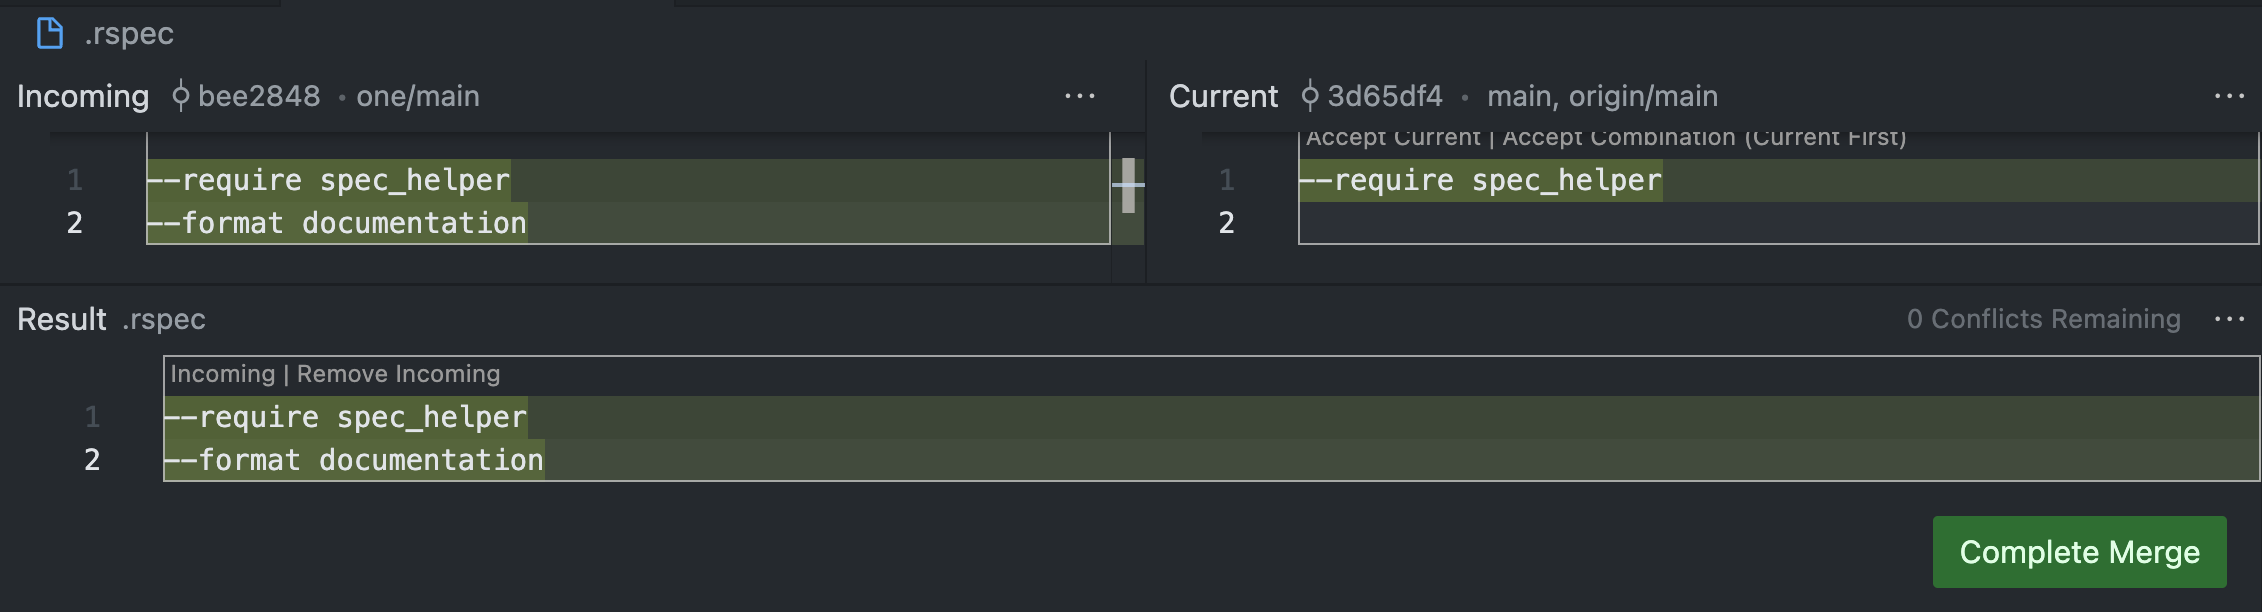 .rspec
Incoming bee2848 • one/main ···
Current 3d65df4 • main, origin/main ···
1 --require spec_helper
2 --format documentation
Accept Current | Accept Combination (Current First)
1 --require spec_helper
2
Result .rspec 0 Conflicts Remaining ···
Incoming | Remove Incoming
1 --require spec_helper
2 --format documentation
Complete Merge